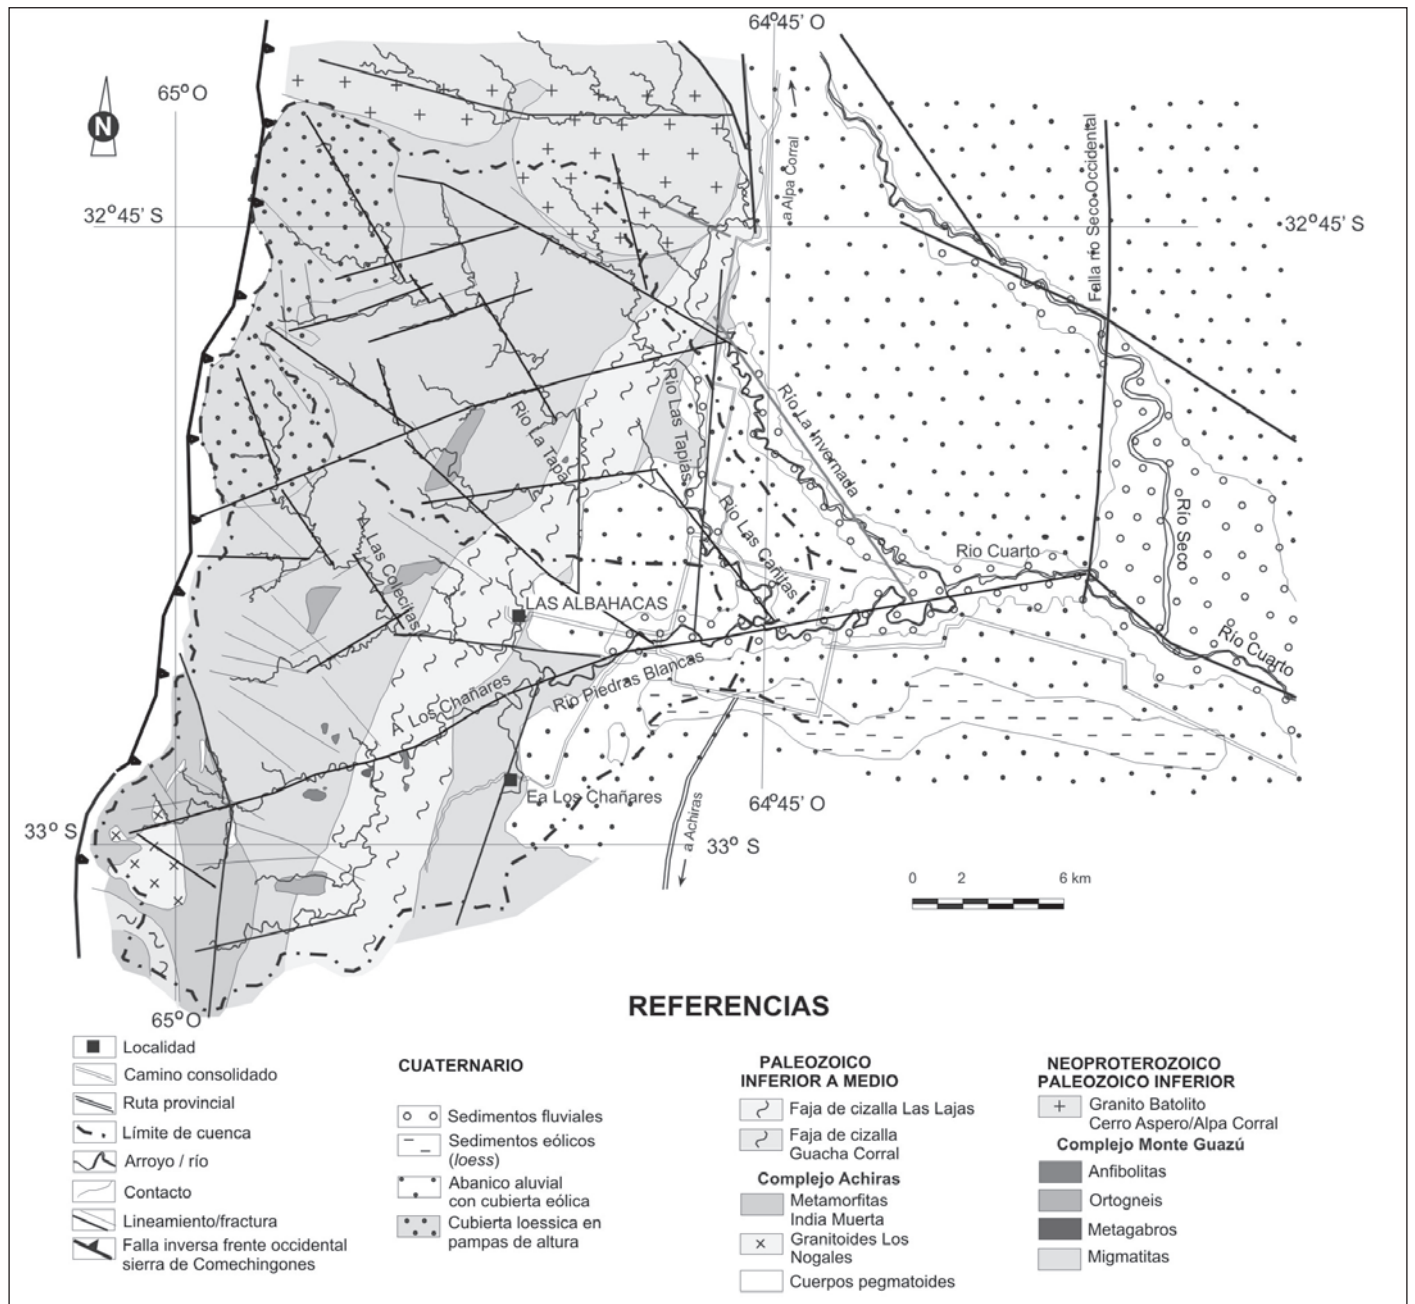 64°45' O
65° O
N
a Alpa Corral
Falla río Seco Occidental
32°45' S
32°45' S
Río Las Tapias
Río La Invernada
Río La Tapa
Río Las Cañitas
Río Seco
A. Las Colecillas
Rio Cuarto
LAS ALBAHACAS
Río Cuarto
A. Los Chañares
Río Piedras Blancas
Ea Los Chañares
64°45' O
a Achiras
33° S
33° S
0 2 6 km
65° O
REFERENCIAS
Localidad
Camino consolidado
Ruta provincial
Límite de cuenca
Arroyo / río
Contacto
Lineamiento/fractura
Falla inversa frente occidental
sierra de Comechingones
CUATERNARIO
Sedimentos fluviales
Sedimentos eólicos
(loess)
Abanico aluvial
con cubierta eólica
Cubierta loessica en
pampas de altura
PALEOZOICO
INFERIOR A MEDIO
Faja de cizalla Las Lajas
Faja de cizalla
Guacha Corral
Complejo Achiras
Metamorfitas
India Muerta
Granitoides Los
Nogales
Cuerpos pegmatoides
NEOPROTEROZOICO
PALEOZOICO INFERIOR
Granito Batolito
Cerro Aspero/Alpa Corral
Complejo Monte Guazú
Anfibolitas
Ortogneis
Metagabros
Migmatitas